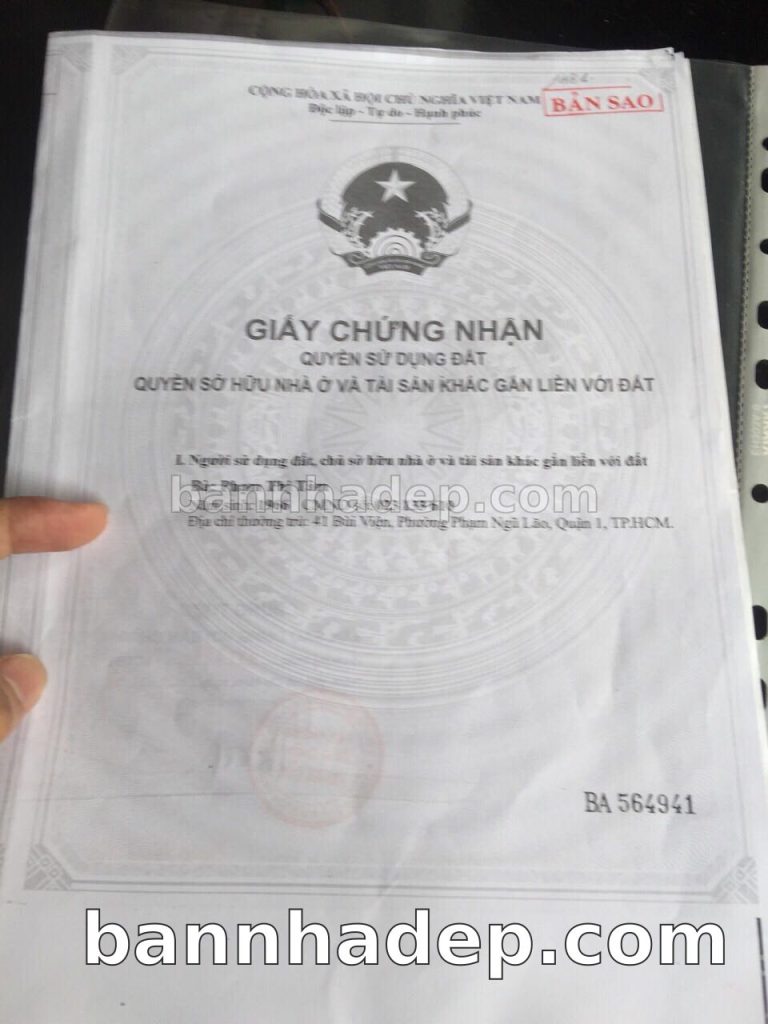 CỘNG HÒA XÃ HỘI CHỦ NGHĨA VIỆT NAM
Độc lập - Tự do - Hạnh phúc
BẢN SAO
GIẤY CHỨNG NHẬN
QUYỀN SỬ DỤNG ĐẤT
QUYỀN SỞ HỮU NHÀ Ở VÀ TÀI SẢN KHÁC GẮN LIỀN VỚI ĐẤT
I. Người sử dụng đất, chủ sở hữu nhà ở và tài sản khác gắn liền với đất
Bà: Phạm Thị
bannhadep.com
Địa chỉ thường trú: 41 Bùi Viện, Phường Phạm Ngũ Lão, Quận 1, TP.HCM.
BA 564941
bannhadep.com